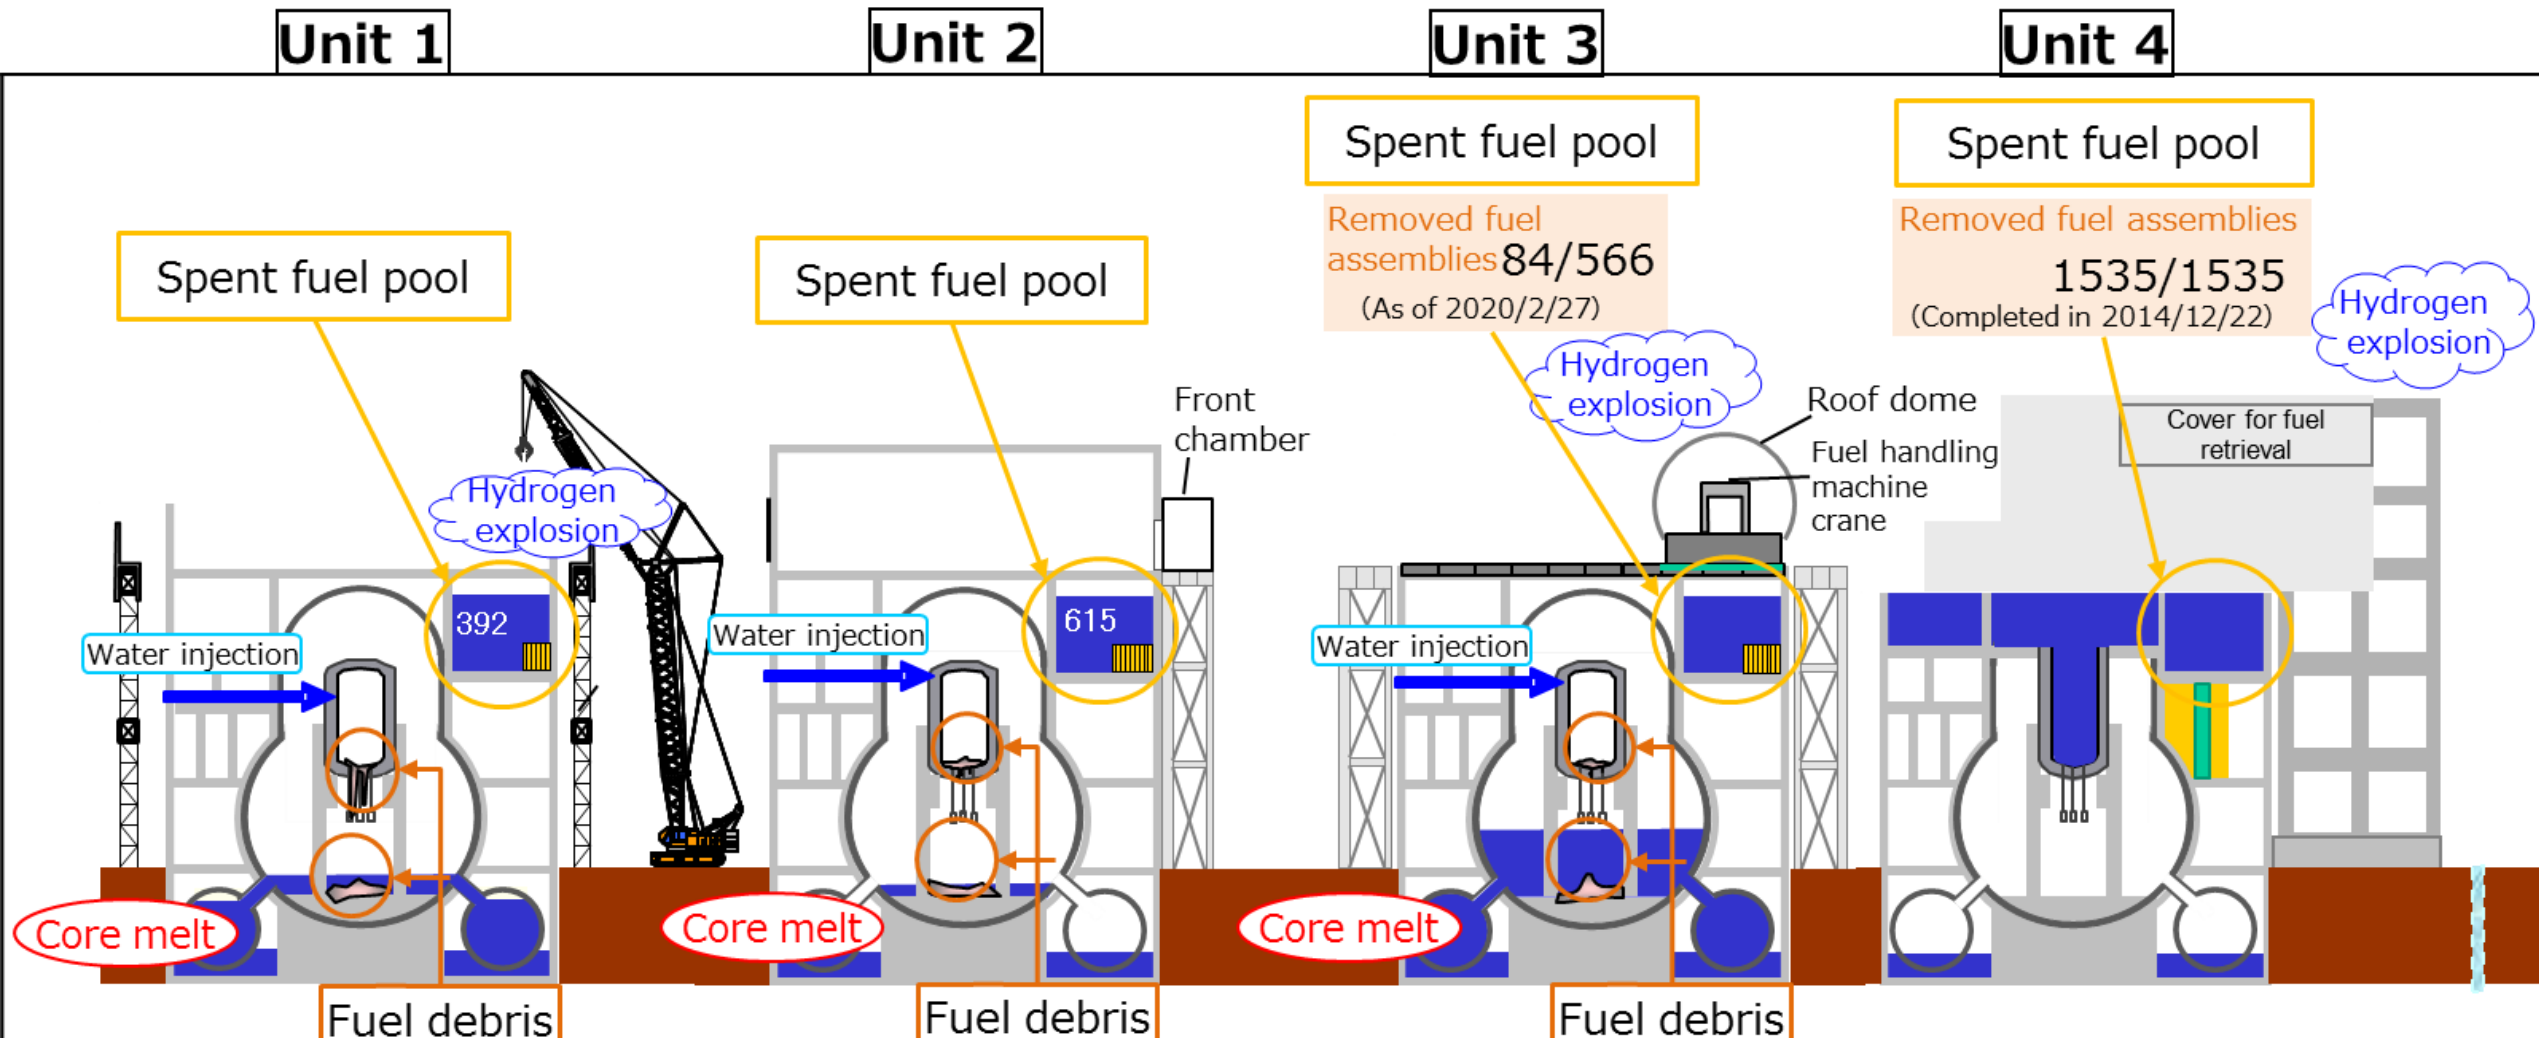 Unit 1
Unit 2
Unit 3
Unit 4
Spent fuel pool
Hydrogen
explosion
392
Water injection
Core melt
Fuel debris
Spent fuel pool
Front
chamber
615
Water injection
Core melt
Fuel debris
Spent fuel pool
Removed fuel
assemblies 84/566
(As of 2020/2/27)
Hydrogen
explosion
Roof dome
Fuel handling
machine
crane
Water injection
Core melt
Fuel debris
Spent fuel pool
Removed fuel assemblies
1535/1535
(Completed in 2014/12/22)
Hydrogen
explosion
Cover for fuel
retrieval